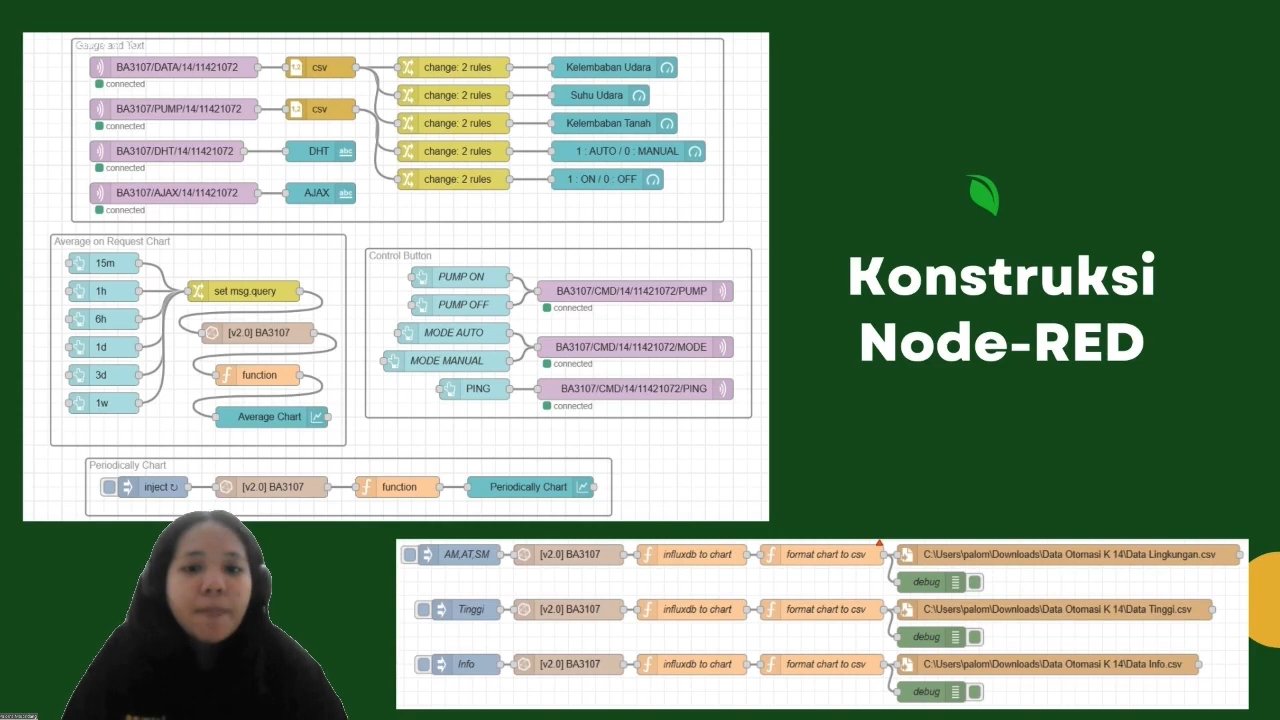 Gauge and Text
BA3107/DATA/14/11421072
csv
change: 2 rules
Kelembaban Udara
connected
change: 2 rules
Suhu Udara
BA3107/PUMP/14/11421072
csv
connected
change: 2 rules
Kelembaban Tanah
BA3107/DHT/14/11421072
DHT
abc
change: 2 rules
1 : AUTO / 0 : MANUAL
connected
change: 2 rules
1 : ON / 0 : OFF
BA3107/AJAX/14/11421072
AJAX
abc
connected
Average on Request Chart
15m
1h
6h
1d
3d
1w
set msg.query
[v2.0] BA3107
function
Average Chart
Control Button
PUMP ON
PUMP OFF
BA3107/CMD/14/11421072/PUMP
connected
MODE AUTO
MODE MANUAL
BA3107/CMD/14/11421072/MODE
connected
PING
BA3107/CMD/14/11421072/PING
connected
Periodically Chart
inject ↻
[v2.0] BA3107
function
Periodically Chart
Konstruksi
Node-RED
AM,AT,SM
[v2.0] BA3107
influxdb to chart
format chart to csv
C:\Users\palom\Downloads\Data Otomasi K 14\Data Lingkungan.csv
debug
Tinggi
[v2.0] BA3107
influxdb to chart
format chart to csv
C:\Users\palom\Downloads\Data Otomasi K 14\Data Tinggi.csv
debug
Info
[v2.0] BA3107
influxdb to chart
format chart to csv
C:\Users\palom\Downloads\Data Otomasi K 14\Data Info.csv
debug